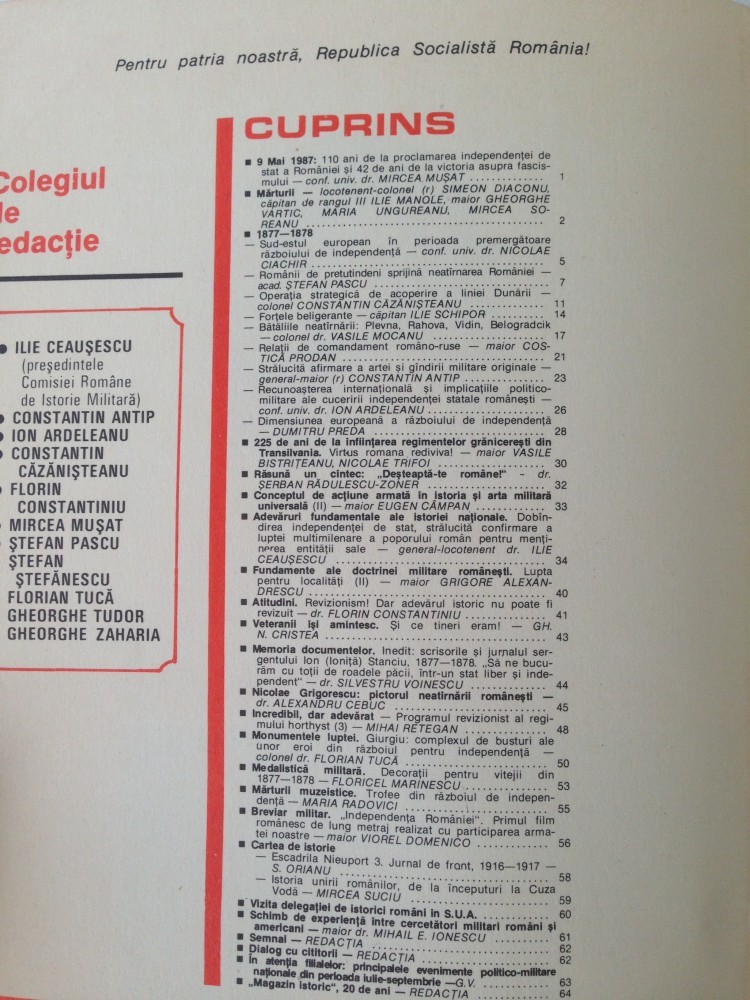 Pentru patria noastră, Republica Socialistă România!
Colegiul
de
redacție
● ILIE CEAUȘESCU
(președintele
Comisiei Române
de Istorie Militară)
● CONSTANTIN ANTIP
● ION ARDELEANU
● CONSTANTIN
CĂZĂNIȘTEANU
● FLORIN
CONSTANTINIU
● MIRCEA MUȘAT
● ȘTEFAN PASCU
ȘTEFAN
ȘTEFĂNESCU
FLORIAN TUCĂ
GHEORGHE TUDOR
GHEORGHE ZAHARIA
CUPRINS
■ 9 Mai 1987: 110 ani de la proclamarea independenței de
stat a României și 42 de ani de la victoria asupra fascis-
mului — conf. univ. dr. MIRCEA MUȘAT ............. 1
■ Mărturii — locotenent-colonel (r) SIMEON DIACONU,
căpitan de rangul III ILIE MANOLE, maior GHEORGHE
VARTIC, MARIA UNGUREANU, MIRCEA SO-
REANU ............. 2
■ 1877—1878
— Sud-estul european în perioada premergătoare
războiului de independență — conf. univ. dr. NICOLAE
CIACHIR ............. 5
— Românii de pretutindeni sprijină neatîrnarea României —
acad. ȘTEFAN PASCU ............. 7
— Operația strategică de acoperire a liniei Dunării —
colonel CONSTANTIN CĂZĂNIȘTEANU ............. 11
— Forțele beligerante — căpitan ILIE SCHIPOR ............. 14
— Bătăliile neatîrnării: Plevna, Rahova, Vidin, Belogradcik
— colonel dr. VASILE MOCANU ............. 17
— Relații de comandament româno-ruse — maior COS-
TICĂ PRODAN ............. 21
— Strălucită afirmare a artei și gîndirii militare originale —
general-maior (r) CONSTANTIN ANTIP ............. 23
— Recunoașterea internațională și implicațiile politico-
militare ale cuceririi independenței statale românești —
conf. univ. dr. ION ARDELEANU ............. 26
— Dimensiunea europeană a războiului de independență
— DUMITRU PREDA ............. 28
■ 225 de ani de la înființarea regimentelor grănicerești din
Transilvania. Virtus romana rediviva! — maior VASILE
BISTRIȚEANU, NICOLAE TRIFOI ............. 30
■ Răsună un cîntec: „Deșteaptă-te române!" - dr.
ȘERBAN RĂDULESCU-ZONER ............. 32
■ Conceptul de acțiune armată în istoria și arta militară
universală (II) — maior EUGEN CÂMPAN ............. 33
■ Adevăruri fundamentale ale istoriei naționale. Dobîn-
direa independenței de stat, strălucită confirmare a
luptei multimilenare a poporului român pentru menți-
nerea entității sale — general-locotenent dr. ILIE
CEAUȘESCU ............. 34
■ Fundamente ale doctrinei militare românești. Lupta
pentru localități (II) — maior GRIGORE ALEXAN-
DRESCU ............. 40
■ Atitudini. Revizionism! Dar adevărul istoric nu poate fi
revizuit — dr. FLORIN CONSTANTINIU ............. 41
■ Veteranii își amintesc. Și ce tineri eram! — GH.
N. CRISTEA ............. 43
■ Memoria documentelor. Inedit: scrisorile și jurnalul ser-
gentului Ion (Ioniță) Stanciu, 1877—1878. „Să ne bucu-
răm cu toții de roadele păcii, într-un stat liber și inde-
pendent" — dr. SILVESTRU VOINESCU ............. 44
■ Nicolae Grigorescu: pictorul neatîrnării românești —
dr. ALEXANDRU CEBUC ............. 45
■ Incredibil, dar adevărat — Programul revizionist al regi-
mului horthyst (3) — MIHAI RETEGAN ............. 48
■ Monumentele luptei. Giurgiu: complexul de busturi ale
unor eroi din războiul pentru independență —
colonel dr. FLORIAN TUCĂ ............. 50
■ Medalistică militară. Decorații pentru vitejii din
1877—1878 — FLORICEL MARINESCU ............. 53
■ Mărturii muzeistice. Trofee din războiul de indepen-
dență — MARIA RADOVICI ............. 55
■ Breviar militar. „Independența României". Primul film
românesc de lung metraj realizat cu participarea arma-
tei noastre — maior VIOREL DOMENICO ............. 56
■ Cartea de istorie
— Escadrila Nieuport 3. Jurnal de front, 1916—1917 —
S. ORIANU ............. 58
— Istoria unirii românilor, de la începuturi la Cuza
Vodă — MIRCEA SUCIU ............. 59
■ Vizita delegației de istorici români în S.U.A. ............. 60
■ Schimb de experiență între cercetători militari români și
americani — maior dr. MIHAIL E. IONESCU ............. 61
■ Semnal — REDACȚIA ............. 62
■ Dialog cu cititorii — REDACȚIA ............. 62
■ În atenția filialelor: principalele evenimente politico-militare
naționale din perioada iulie-septembrie —G.V. ............. 63
■ „Magazin istoric", 20 de ani — REDACȚIA ............. 64